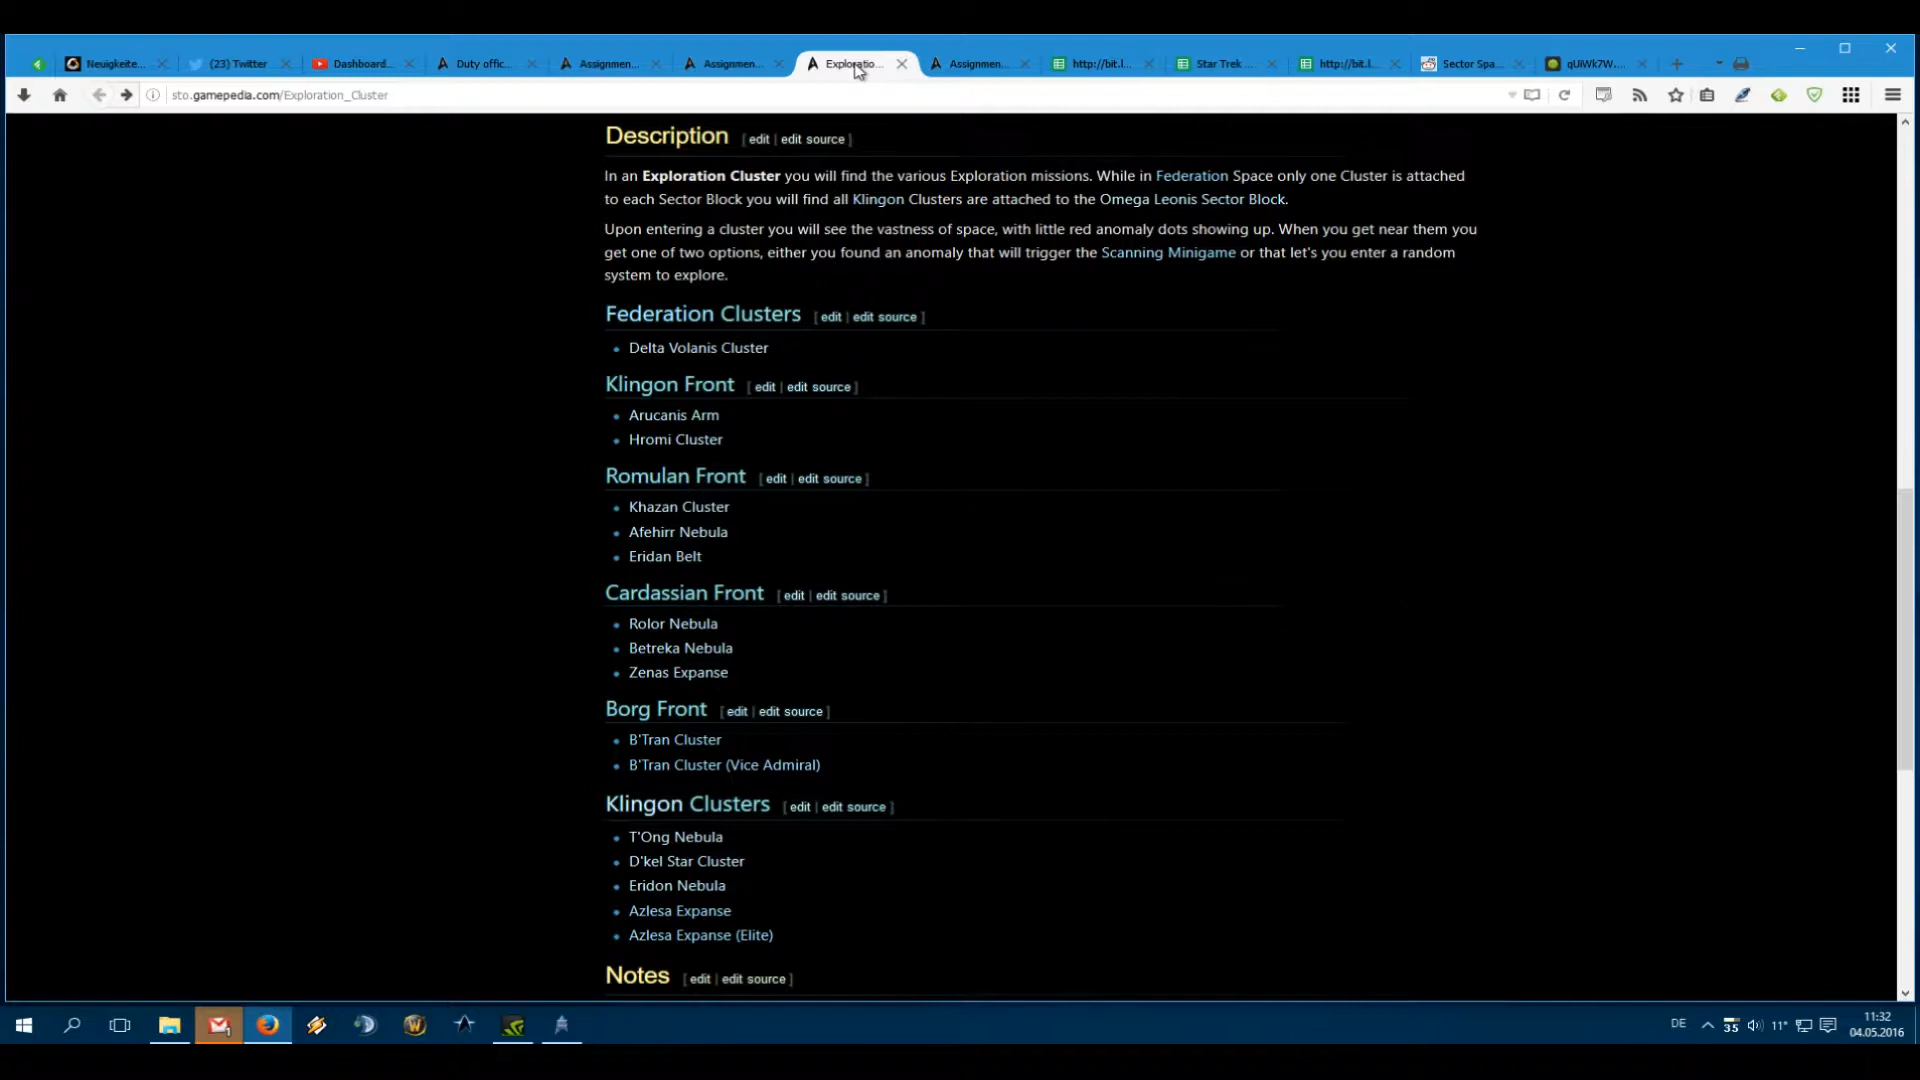 Neuigkeite...
(23) Twitter
Dashboard...
Duty offic...
Assignmen...
Assignmen...
Exploratio...
Assignmen...
http://bit.l...
Star Trek ...
http://bit.l...
Sector Spa...
qUiWk7W...
sto.gamepedia.com/Exploration_Cluster
Description [ edit | edit source ]
In an Exploration Cluster you will find the various Exploration missions. While in Federation Space only one Cluster is attached
to each Sector Block you will find all Klingon Clusters are attached to the Omega Leonis Sector Block.
Upon entering a cluster you will see the vastness of space, with little red anomaly dots showing up. When you get near them you
get one of two options, either you found an anomaly that will trigger the Scanning Minigame or that let's you enter a random
system to explore.
Federation Clusters [ edit | edit source ]
Delta Volanis Cluster
Klingon Front [ edit | edit source ]
Arucanis Arm
Hromi Cluster
Romulan Front [ edit | edit source ]
Khazan Cluster
Afehirr Nebula
Eridan Belt
Cardassian Front [ edit | edit source ]
Rolor Nebula
Betreka Nebula
Zenas Expanse
Borg Front [ edit | edit source ]
B'Tran Cluster
B'Tran Cluster (Vice Admiral)
Klingon Clusters [ edit | edit source ]
T'Ong Nebula
D'kel Star Cluster
Eridon Nebula
Azlesa Expanse
Azlesa Expanse (Elite)
Notes [ edit | edit source ]
DE
35
11°
11:32
04.05.2016